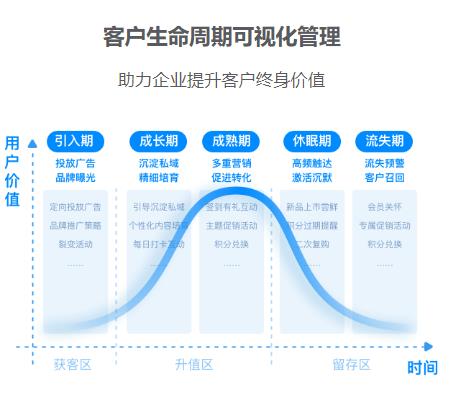 客户生命周期可视化管理
助力企业提升客户终身价值
用户价值
引入期
投放广告
品牌曝光
定向投放广告
品牌推广策略
裂变活动
......
成长期
沉淀私域
精细培育
引导沉淀私域
个性化内容培育
每日打卡互动
......
成熟期
多重营销
促进转化
签到有礼互动
主题促销活动
积分兑换
......
休眠期
高频触达
激活沉默
新品上市尝鲜
积分过期提醒
二次复购
......
流失期
流失预警
客户召回
会员关怀
专属促销活动
积分兑换
......
获客区
升值区
留存区
时间